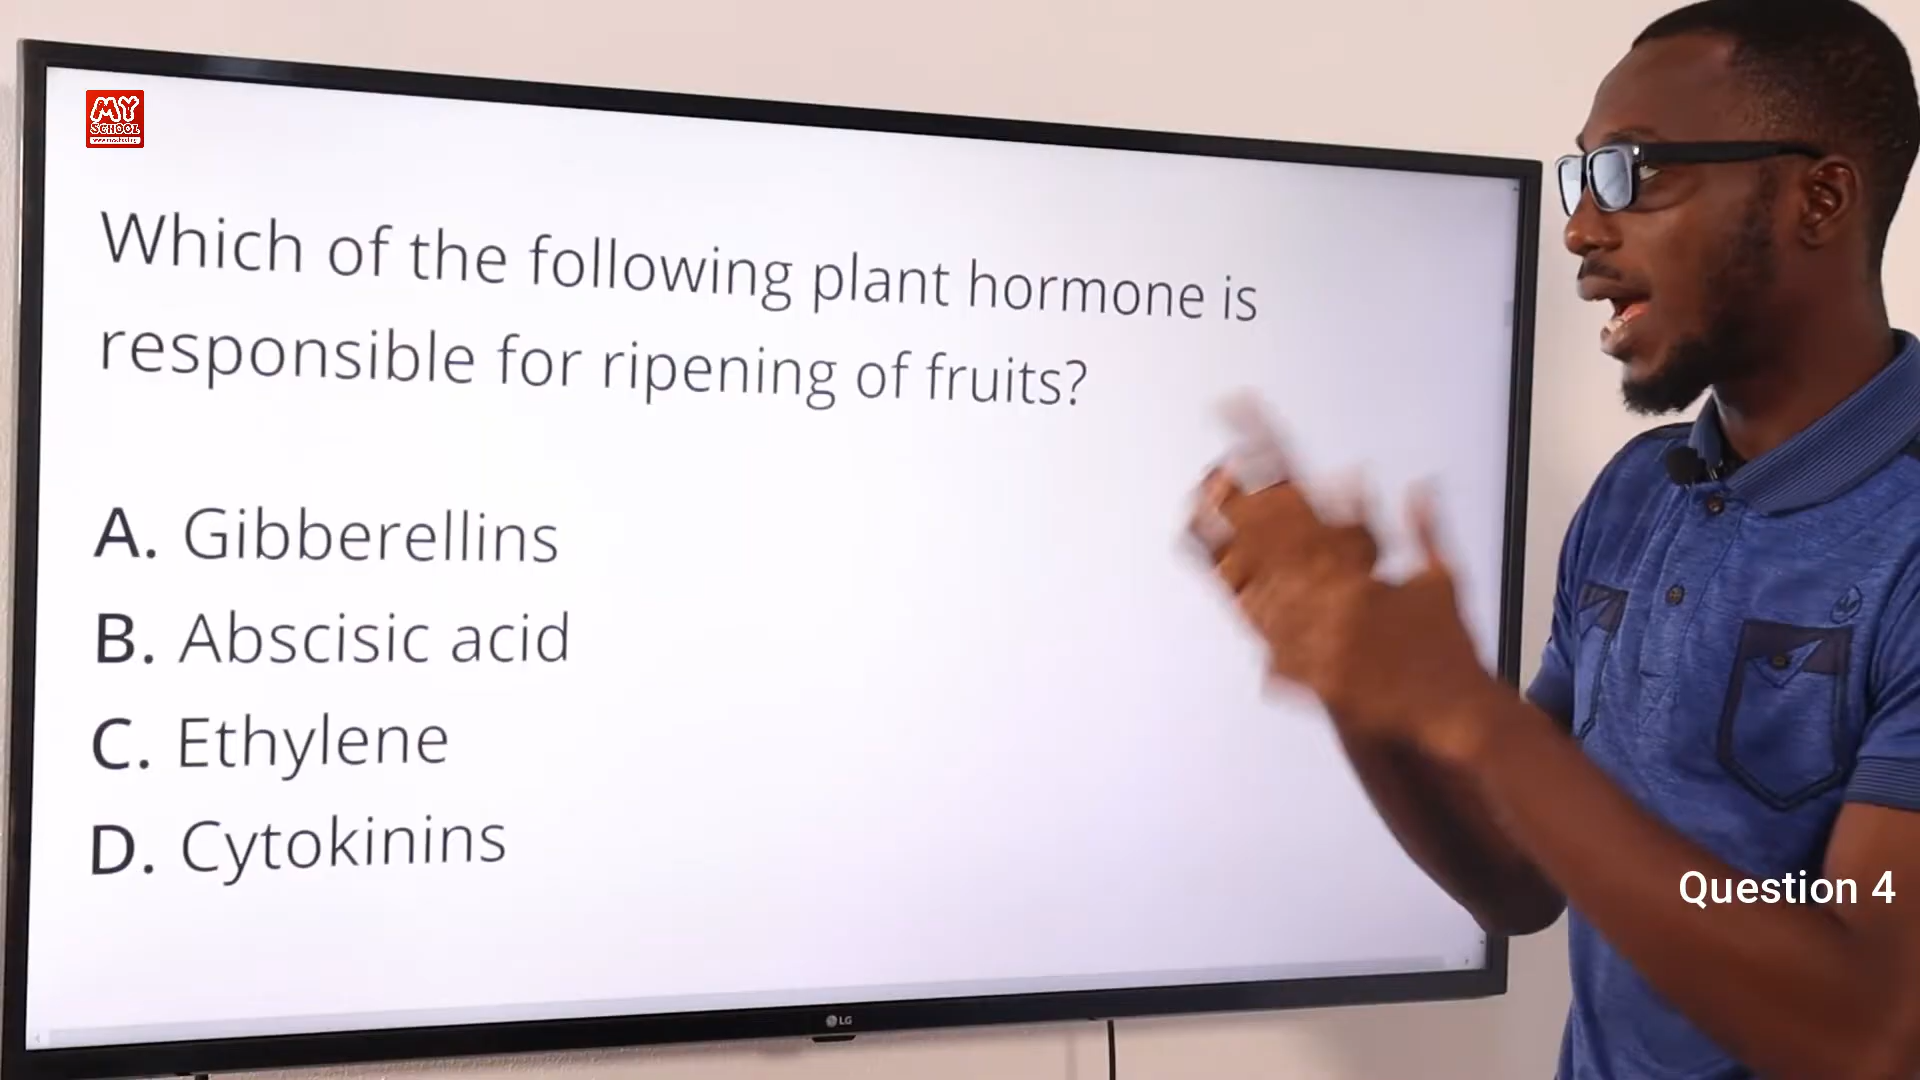 MY
SCHOOL
Which of the following plant hormone is
responsible for ripening of fruits?
A. Gibberellins
B. Abscisic acid
C. Ethylene
D. Cytokinins
Question 4
LG